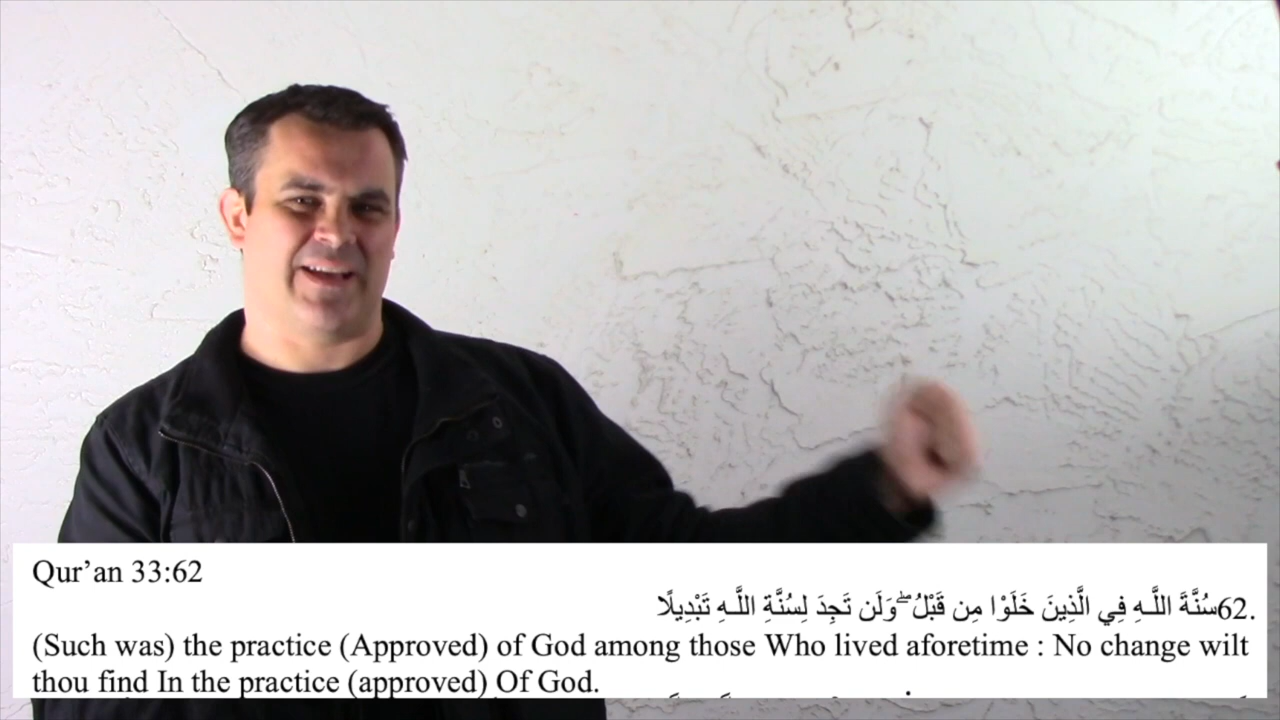 Qur’an 33:62
62.سُنَّةَ اللَّـهِ فِي الَّذِينَ خَلَوْا مِن قَبْلُ ۖ وَلَن تَجِدَ لِسُنَّةِ اللَّـهِ تَبْدِيلًا
(Such was) the practice (Approved) of God among those Who lived aforetime : No change wilt
thou find In the practice (approved) Of God.